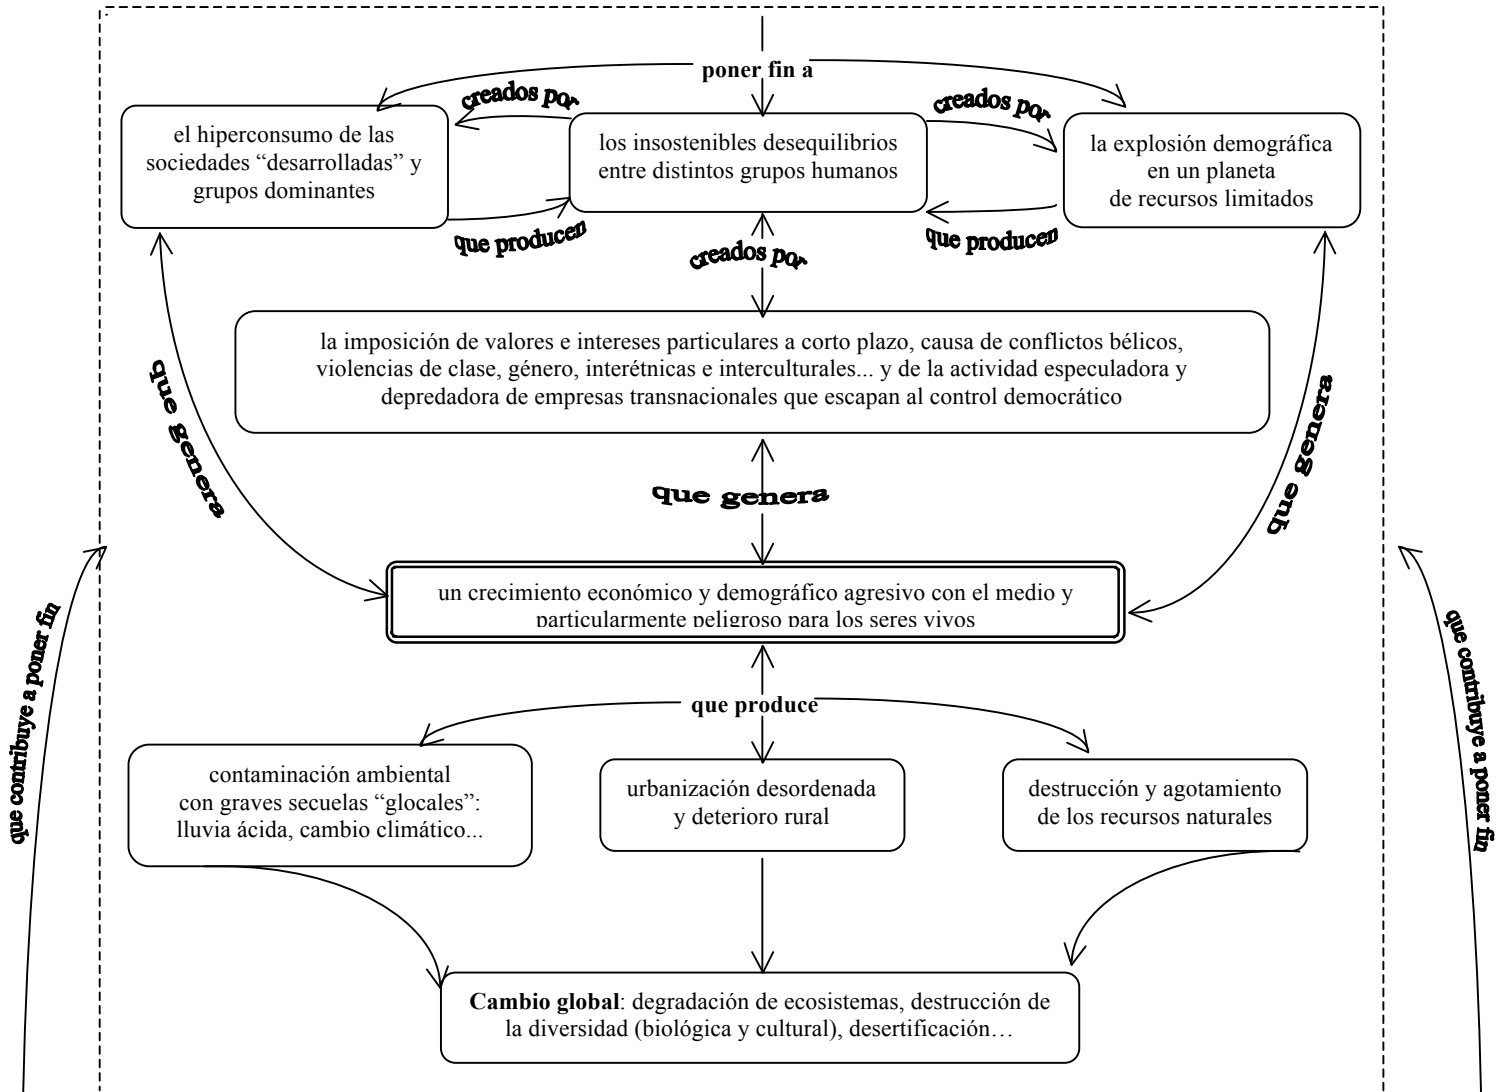 poner fin a
creados por
creados por
el hiperconsumo de las
sociedades “desarrolladas” y
grupos dominantes
los insostenibles desequilibrios
entre distintos grupos humanos
la explosión demográfica
en un planeta
de recursos limitados
que producen
creados por
que producen
la imposición de valores e intereses particulares a corto plazo, causa de conflictos bélicos,
violencias de clase, género, interétnicas e interculturales... y de la actividad especuladora y
depredadora de empresas transnacionales que escapan al control democrático
que genera
que genera
que genera
un crecimiento económico y demográfico agresivo con el medio y
particularmente peligroso para los seres vivos
que contribuye a poner fin
que contribuye a poner fin
que produce
contaminación ambiental
con graves secuelas “glocales”:
lluvia ácida, cambio climático...
urbanización desordenada
y deterioro rural
destrucción y agotamiento
de los recursos naturales
Cambio global: degradación de ecosistemas, destrucción de
la diversidad (biológica y cultural), desertificación…